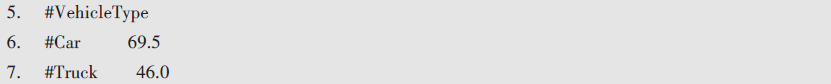 5. #VehicleType
6. #Car 69.5
7. #Truck 46.0